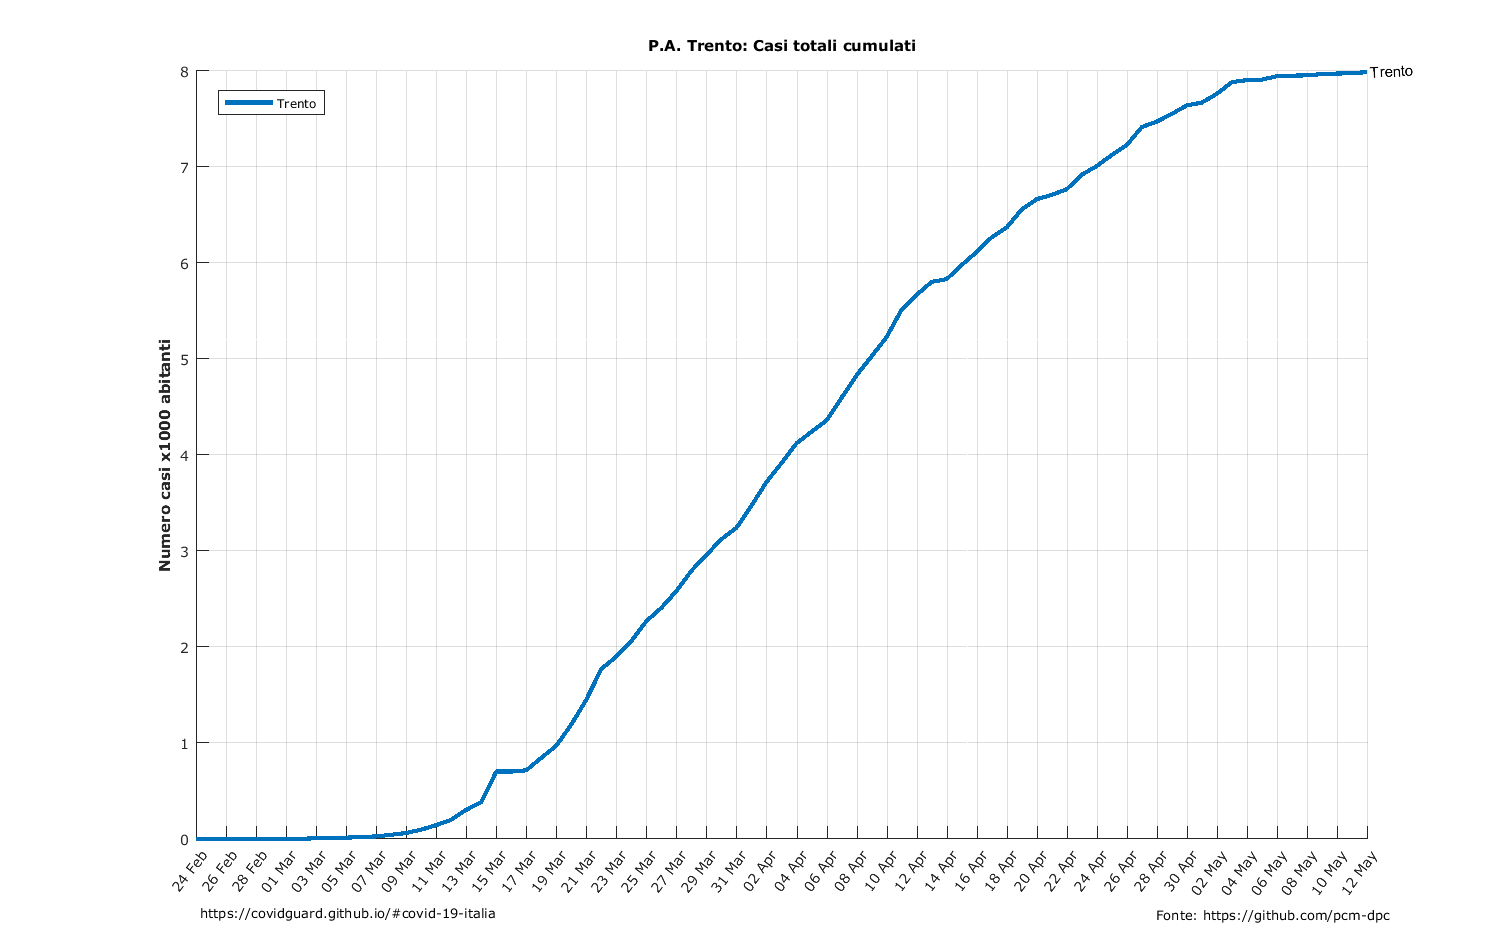 P.A. Trento: Casi totali cumulati
Trento
Trento
Numero casi x1000 abitanti
8
7
6
5
4
3
2
1
0
24 Feb
26 Feb
28 Feb
01 Mar
03 Mar
05 Mar
07 Mar
09 Mar
11 Mar
13 Mar
15 Mar
17 Mar
19 Mar
21 Mar
23 Mar
25 Mar
27 Mar
29 Mar
31 Mar
02 Apr
04 Apr
06 Apr
08 Apr
10 Apr
12 Apr
14 Apr
16 Apr
18 Apr
20 Apr
22 Apr
24 Apr
26 Apr
28 Apr
30 Apr
02 May
04 May
06 May
08 May
10 May
12 May
https://covidguard.github.io/#covid-19-italia
Fonte: https://github.com/pcm-dpc